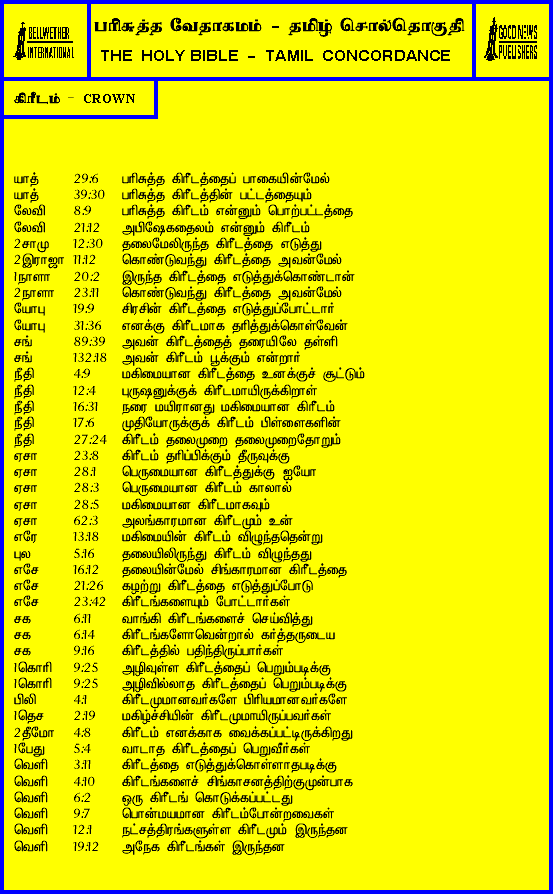 BELLWETHER
INTERNATIONAL
பரிசுத்த வேதாகமம் - தமிழ் சொல்தொகுதி
THE HOLY BIBLE - TAMIL CONCORDANCE
GOOD NEWS
PUBLISHERS
கிரீடம் - CROWN
யாத் 29:6 பரிசுத்த கிரீடத்தைப் பாகையின்மேல்
யாத் 39:30 பரிசுத்த கிரீடத்தின் பட்டத்தையும்
லேவி 8:9 பரிசுத்த கிரீடம் என்னும் பொற்பட்டத்தை
லேவி 21:12 அபிஷேகதைலம் என்னும் கிரீடம்
2சாமு 12:30 தலைமேலிருந்த கிரீடத்தை எடுத்து
2இராஜா 11:12 கொண்டுவந்து கிரீடத்தை அவன்மேல்
1நாளா 20:2 இருந்த கிரீடத்தை எடுத்துக்கொண்டான்
2நாளா 23:11 கொண்டுவந்து கிரீடத்தை அவன்மேல்
யோபு 19:9 சிரசின் கிரீடத்தை எடுத்துப்போட்டார்
யோபு 31:36 எனக்கு கிரீடமாக தரித்துக்கொள்வேன்
சங் 89:39 அவன் கிரீடத்தைத் தரையிலே தள்ளி
சங் 132:18 அவன் கிரீடம் பூக்கும் என்றார்
நீதி 4:9 மகிமையான கிரீடத்தை உனக்குச் சூட்டும்
நீதி 12:4 புருஷனுக்குக் கிரீடமாயிருக்கிறாள்
நீதி 16:31 நரை மயிரானது மகிமையான கிரீடம்
நீதி 17:6 முதியோருக்குக் கிரீடம் பிள்ளைகளின்
நீதி 27:24 கிரீடம் தலைமுறை தலைமுறைதோறும்
ஏசா 23:8 கிரீடம் தரிப்பிக்கும் தீருவுக்கு
ஏசா 28:1 பெருமையான கிரீடத்துக்கு ஐயோ
ஏசா 28:3 பெருமையான கிரீடம் காலால்
ஏசா 28:5 மகிமையான கிரீடமாகவும்
ஏசா 62:3 அலங்காரமான கிரீடமும் உன்
எரே 13:18 மகிமையின் கிரீடம் விழுந்ததென்று
புல 5:16 தலையிலிருந்து கிரீடம் விழுந்தது
எசே 16:12 தலையின்மேல் சிங்காரமான கிரீடத்தை
எசே 21:26 கழற்று கிரீடத்தை எடுத்துப்போடு
எசே 23:42 கிரீடங்களையும் போட்டார்கள்
சக 6:11 வாங்கி கிரீடங்களைச் செய்வித்து
சக 6:14 கிரீடங்களோவென்றால் கர்த்தருடைய
சக 9:16 கிரீடத்தில் பதிந்திருப்பார்கள்
1கொரி 9:25 அழிவுள்ள கிரீடத்தைப் பெறும்படிக்கு
1கொரி 9:25 அழிவில்லாத கிரீடத்தைப் பெறும்படிக்கு
பிலி 4:1 கிரீடமுமானவர்களே பிரியமானவர்களே
1தெச 2:19 மகிழ்ச்சியின் கிரீடமுமாயிருப்பவர்கள்
2தீமோ 4:8 கிரீடம் எனக்காக வைக்கப்பட்டிருக்கிறது
1பேது 5:4 வாடாத கிரீடத்தைப் பெறுவீர்கள்
வெளி 3:11 கிரீடத்தை எடுத்துக்கொள்ளாதபடிக்கு
வெளி 4:10 கிரீடங்களைச் சிங்காசனத்திற்குமுன்பாக
வெளி 6:2 ஒரு கிரீடங் கொடுக்கப்பட்டது
வெளி 9:7 பொன்மயமான கிரீடம்போன்றவைகள்
வெளி 12:1 நட்சத்திரங்களுள்ள கிரீடமும் இருந்தன
வெளி 19:12 அநேக கிரீடங்கள் இருந்தன